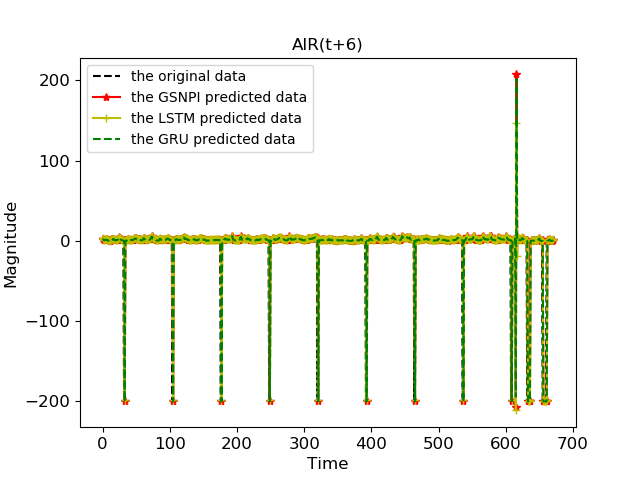 AIR(t+6)
the original data
the GSNPI predicted data
the LSTM predicted data
the GRU predicted data
Magnitude
200
100
0
−100
−200
0 100 200 300 400 500 600 700
Time